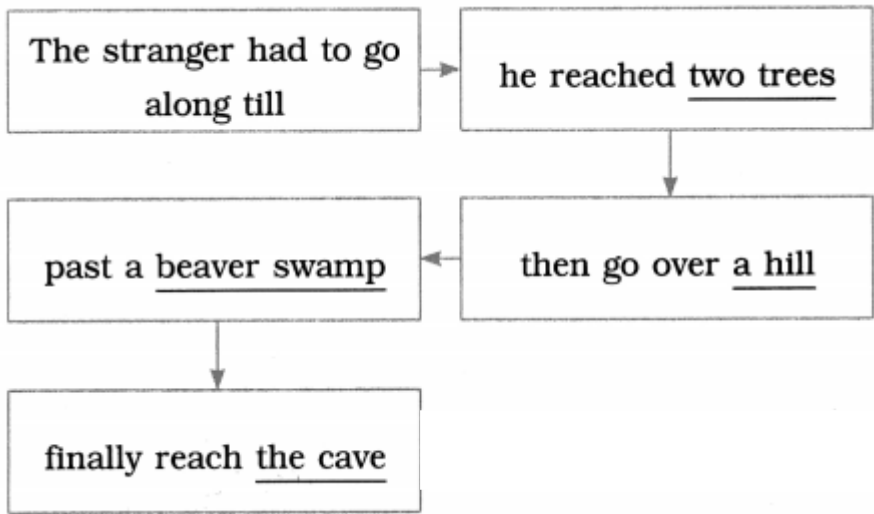 The stranger had to go
along till
he reached two trees
then go over a hill
past a beaver swamp
finally reach the cave